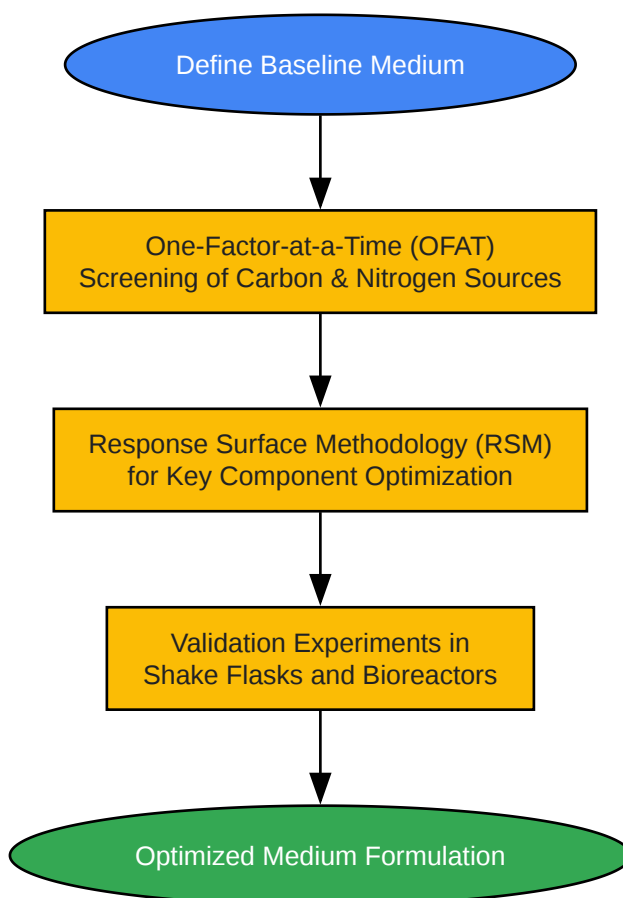 Define Baseline Medium
One-Factor-at-a-Time (OFAT)
Screening of Carbon & Nitrogen Sources
Response Surface Methodology (RSM)
for Key Component Optimization
Validation Experiments in
Shake Flasks and Bioreactors
Optimized Medium Formulation